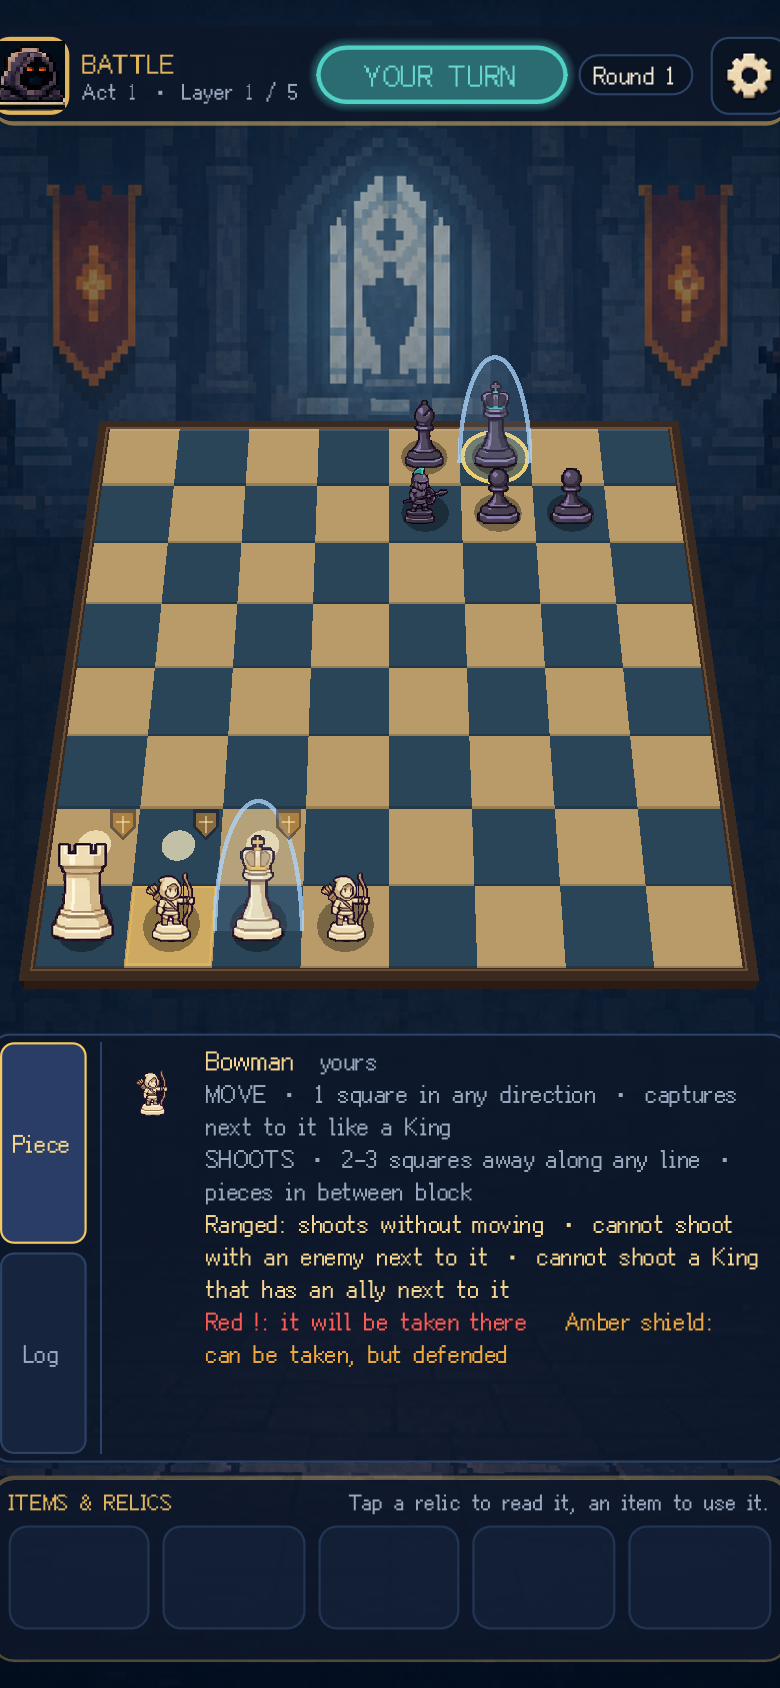 BATTLE
Act 1 · Layer 1 / 5
YOUR TURN
Round 1
Piece
Log
Bowman yours
MOVE · 1 square in any direction · captures
next to it like a King
SHOOTS · 2-3 squares away along any line ·
pieces in between block
Ranged: shoots without moving · cannot shoot
with an enemy next to it · cannot shoot a King
that has an ally next to it
Red !: it will be taken there Amber shield:
can be taken, but defended
ITEMS & RELICS
Tap a relic to read it, an item to use it.